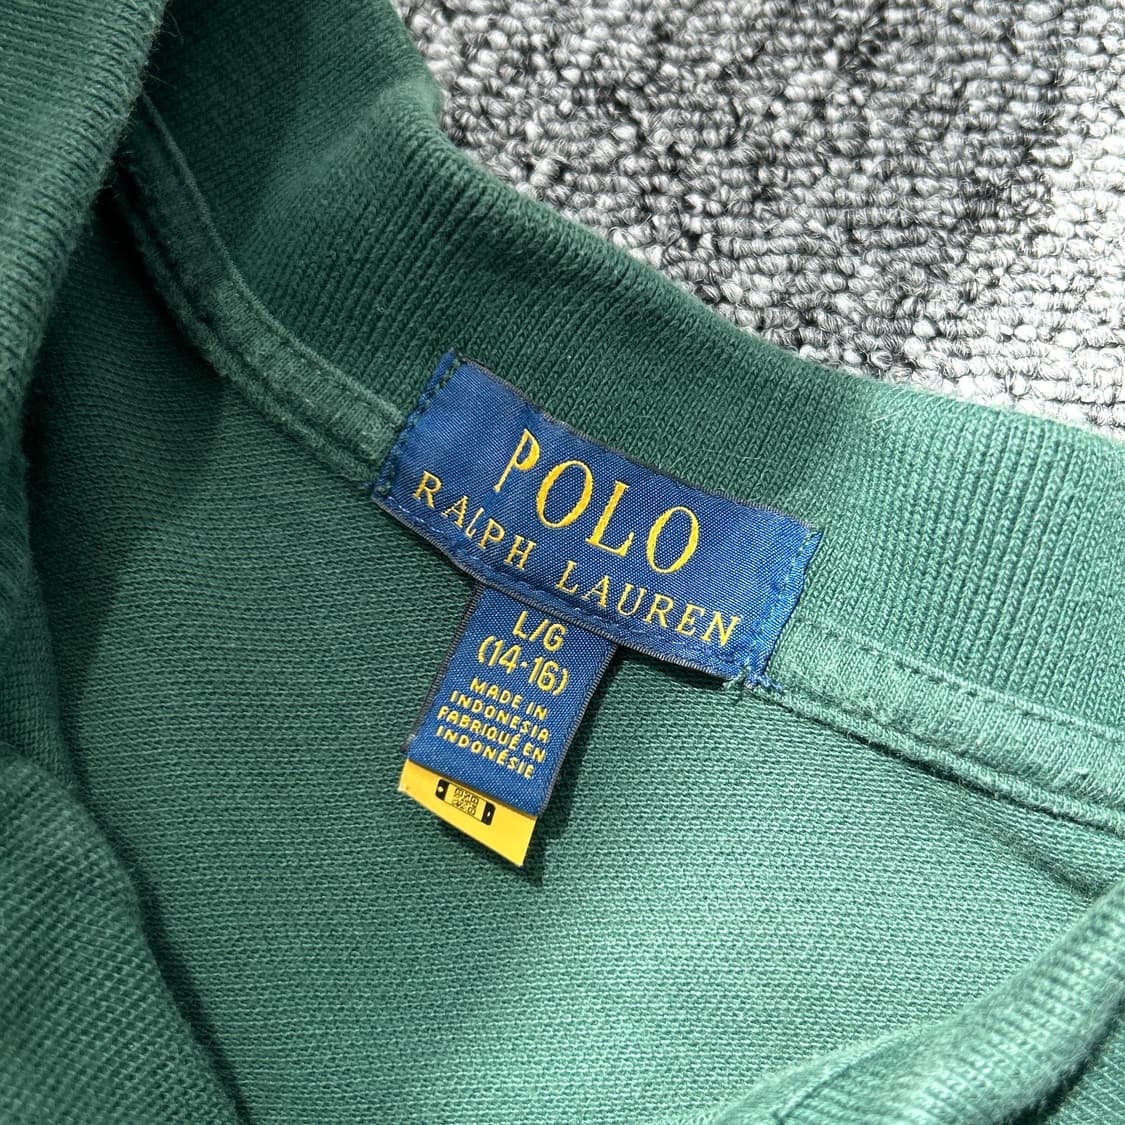 POLO
RALPH LAUREN
L/G
(14-16)
MADE IN
INDONESIA
FABRIQUÉ EN
INDONÉSIE